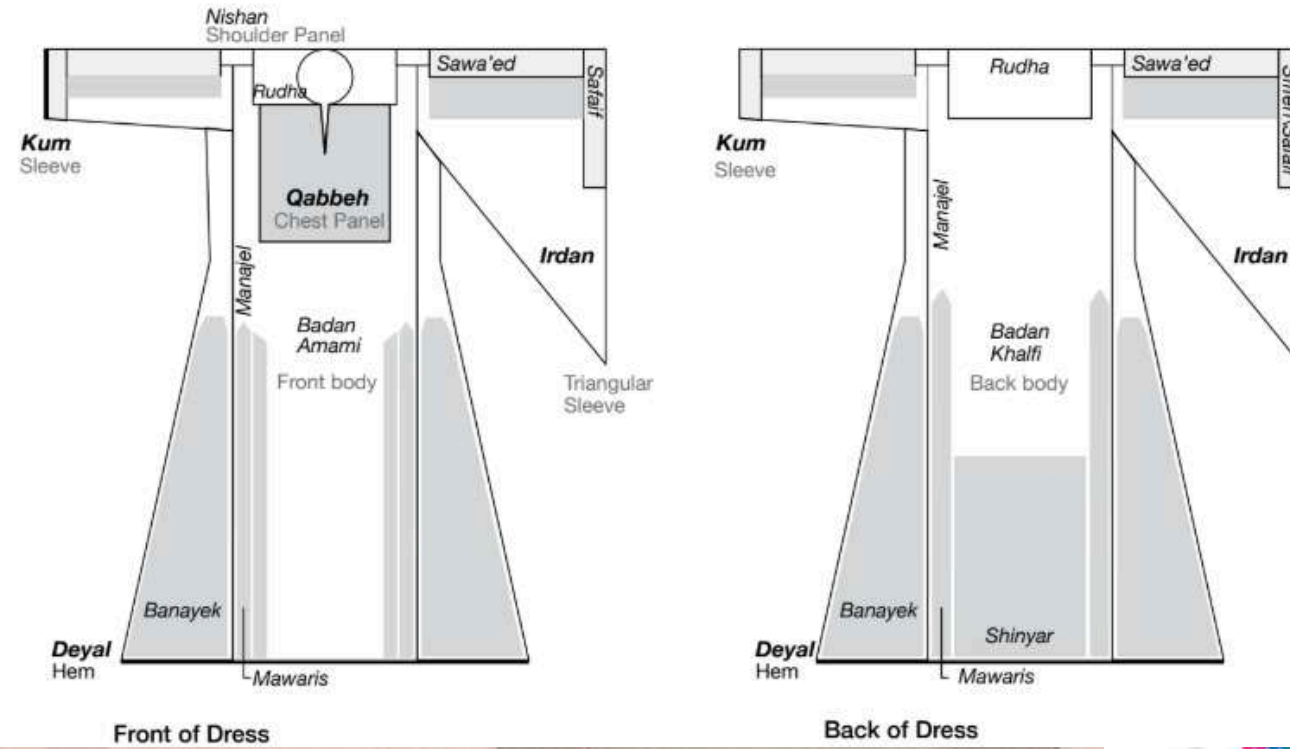 Nishan
Shoulder Panel
Rudha
Sawa'ed
Safaif
Kum
Sleeve
Qabbeh
Chest Panel
Manajel
Irdan
Badan
Amami
Front body
Triangular
Sleeve
Banayek
Deyal
Hem
Mawaris
Front of Dress
Rudha
Sawa'ed
Kum
Sleeve
Manajel
Irdan
Badan
Khalfi
Back body
Banayek
Shinyar
Deyal
Hem
Mawaris
Back of Dress